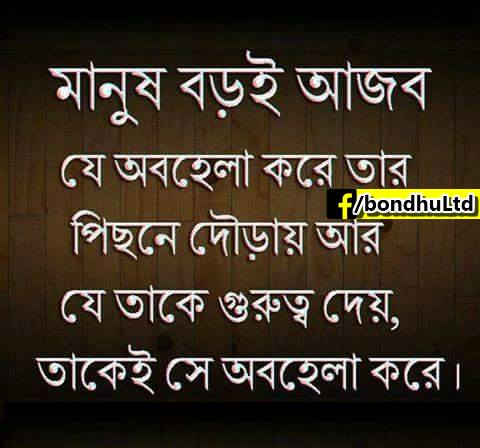 মানুষ বড়ই আজব
যে অবহেলা করে তার
f/bondhuLtd
পিছনে দৌড়ায় আর
যে তাকে গুরুত্ব দেয়,
তাকেই সে অবহেলা করে।